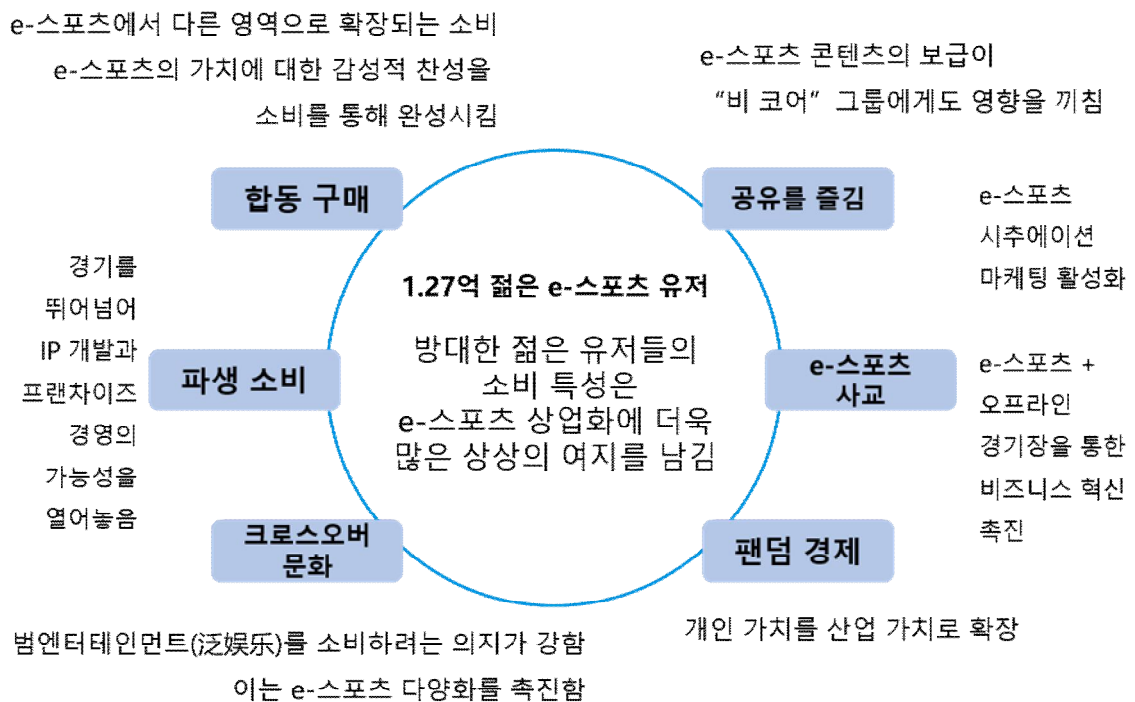 e-스포츠에서 다른 영역으로 확장되는 소비
e-스포츠의 가치에 대한 감성적 찬성을
소비를 통해 완성시킴
e-스포츠 콘텐츠의 보급이
“비 코어” 그룹에게도 영향을 끼침
합동 구매
공유를 즐김
e-스포츠
시추에이션
마케팅 활성화
경기를
뛰어넘어
IP 개발과
프랜차이즈
경영의
가능성을
열어놓음
1.27억 젊은 e-스포츠 유저
방대한 젊은 유저들의
소비 특성은
e-스포츠 상업화에 더욱
많은 상상의 여지를 남김
파생 소비
e-스포츠
사교
e-스포츠 +
오프라인
경기장을 통한
비즈니스 혁신
촉진
크로스오버
문화
팬덤 경제
범엔터테인먼트(泛娱乐)를 소비하려는 의지가 강함
이는 e-스포츠 다양화를 촉진함
개인 가치를 산업 가치로 확장